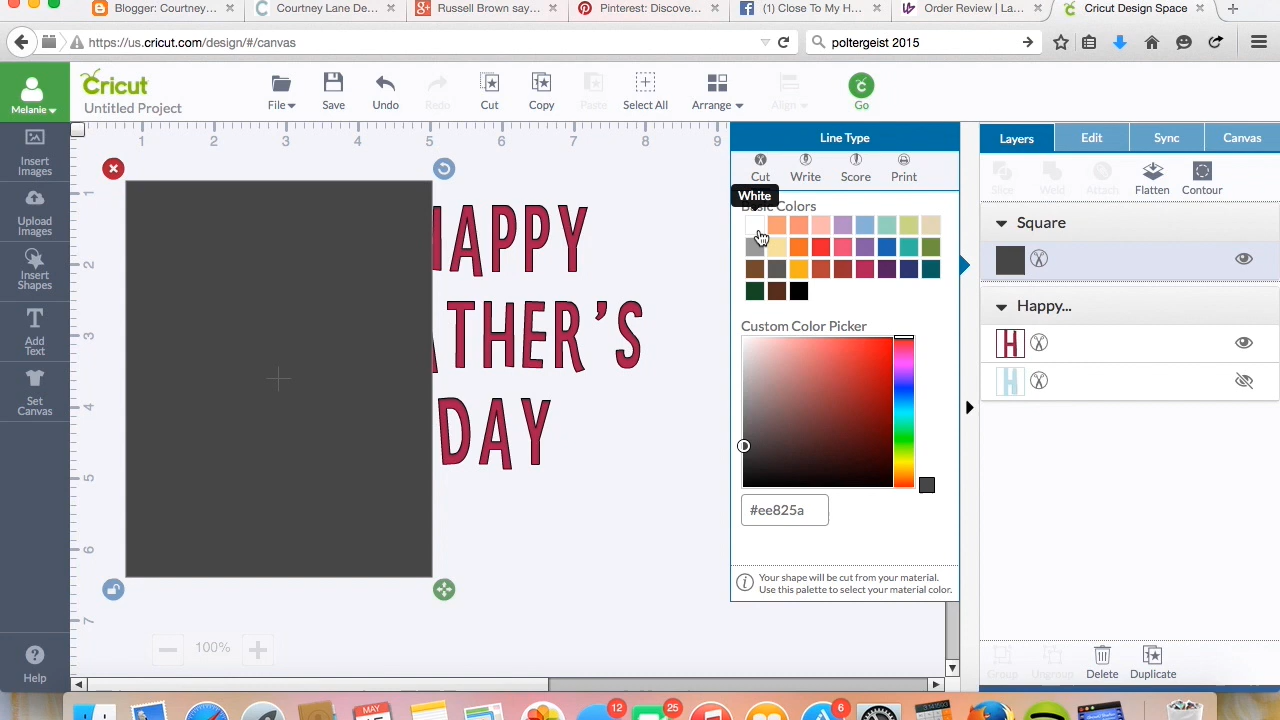 Blogger: Courtney...
Courtney Lane De...
Russell Brown say...
Pinterest: Discove...
(1) Close To My H...
Order Review | La...
Cricut Design Space
https://us.cricut.com/design/#/canvas
poltergeist 2015
Melanie
Cricut
Untitled Project
File
Save
Undo
Redo
Cut
Copy
Paste
Select All
Arrange
Align
Go
1 2 3 4 5 6 7 8 9
Insert Images
Upload Images
Insert Shapes
Add Text
Set Canvas
Help
1
2
3
4
5
6
7
HAPPY
THER'S
DAY
100%
Line Type
Cut Write Score Print
White
Basic Colors
Custom Color Picker
#ee825a
Your shape will be cut from your material.
Use this palette to select your material color.
Layers Edit Sync Canvas
Slice Weld Attach Flatten Contour
Square
Happy...
H
H
Group Ungroup Delete Duplicate
MAY
12
25
6